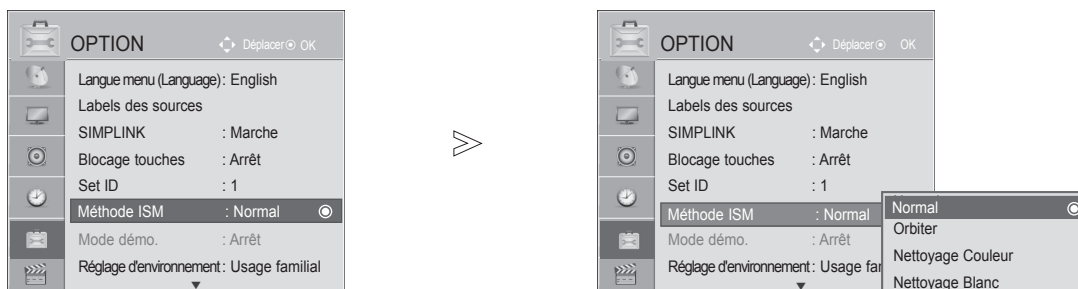 OPTION Déplacer OK
Langue menu (Language) : English
Labels des sources
SIMPLINK : Marche
Blocage touches : Arrêt
Set ID : 1
Méthode ISM : Normal
Mode démo. : Arrêt
Réglage d'environnement : Usage familial
OPTION Déplacer OK
Langue menu (Language) : English
Labels des sources
SIMPLINK : Marche
Blocage touches : Arrêt
Set ID : 1
Méthode ISM : Normal
Mode démo. : Arrêt
Réglage d'environnement : Usage fam
Normal
Orbiter
Nettoyage Couleur
Nettoyage Blanc